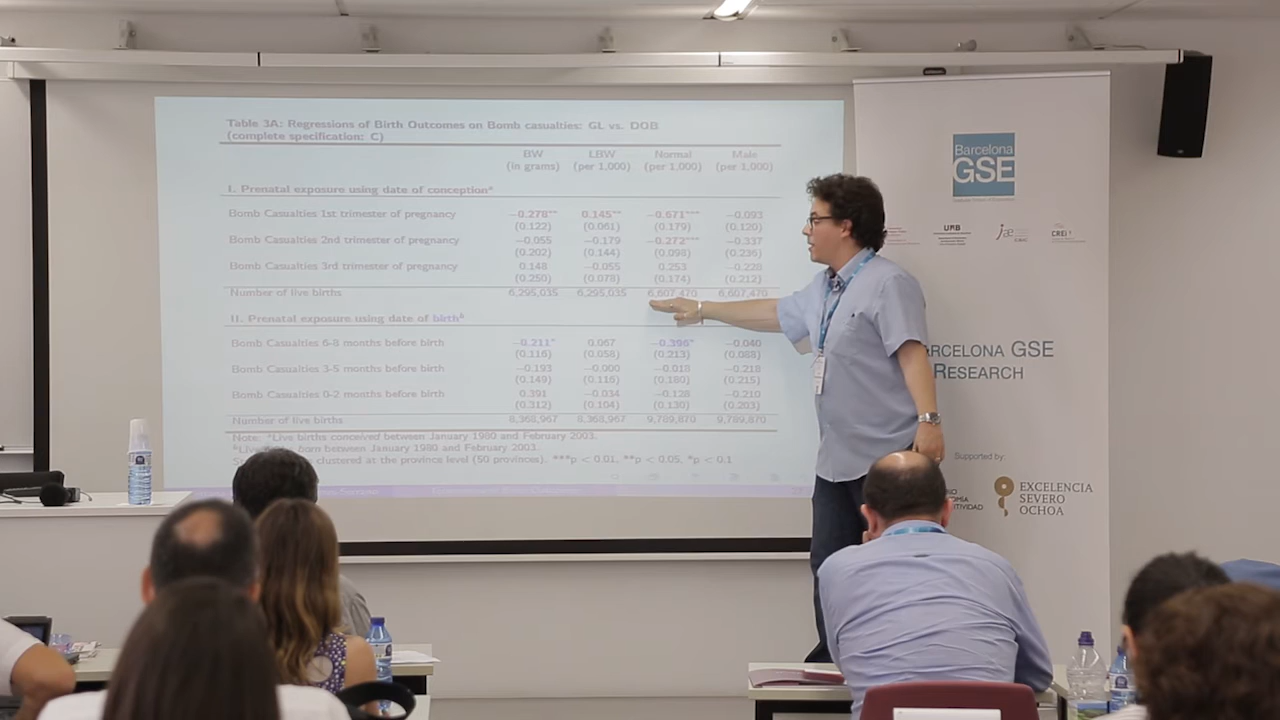 Table 3A: Regressions of Birth Outcomes on Bomb casualties: GL vs. DOB
(complete specification: C)
BW LBW Normal Male
(in grams) (per 1,000) (per 1,000) (per 1,000)
I. Prenatal exposure using date of conceptionᵃ
Bomb Casualties 1st trimester of pregnancy −0.278** 0.145** −0.671*** −0.093
(0.122) (0.061) (0.179) (0.120)
Bomb Casualties 2nd trimester of pregnancy −0.055 −0.179 −0.272*** −0.337
(0.202) (0.144) (0.098) (0.236)
Bomb Casualties 3rd trimester of pregnancy 0.148 −0.055 0.253 −0.228
(0.250) (0.078) (0.174) (0.212)
Number of live births 6,295,035 6,295,035 6,607,470 6,607,470
II. Prenatal exposure using date of birthᵇ
Bomb Casualties 6-8 months before birth −0.211* 0.067 −0.396* −0.040
(0.116) (0.058) (0.213) (0.088)
Bomb Casualties 3-5 months before birth −0.193 −0.000 −0.018 −0.218
(0.149) (0.116) (0.180) (0.215)
Bomb Casualties 0-2 months before birth 0.391 −0.034 −0.128 −0.210
(0.312) (0.104) (0.130) (0.203)
Number of live births 8,368,967 8,368,967 9,789,870 9,789,870
Note: ᵃLive births conceived between January 1980 and February 2003.
born between January 1980 and February 2003.
clustered at the province level (50 provinces). ***p < 0.01, **p < 0.05, *p < 0.1
Barcelona
GSE
UAB
jae
CREi
BARCELONA GSE
RESEARCH
Supported by:
EXCELENCIA
SEVERO
OCHOA